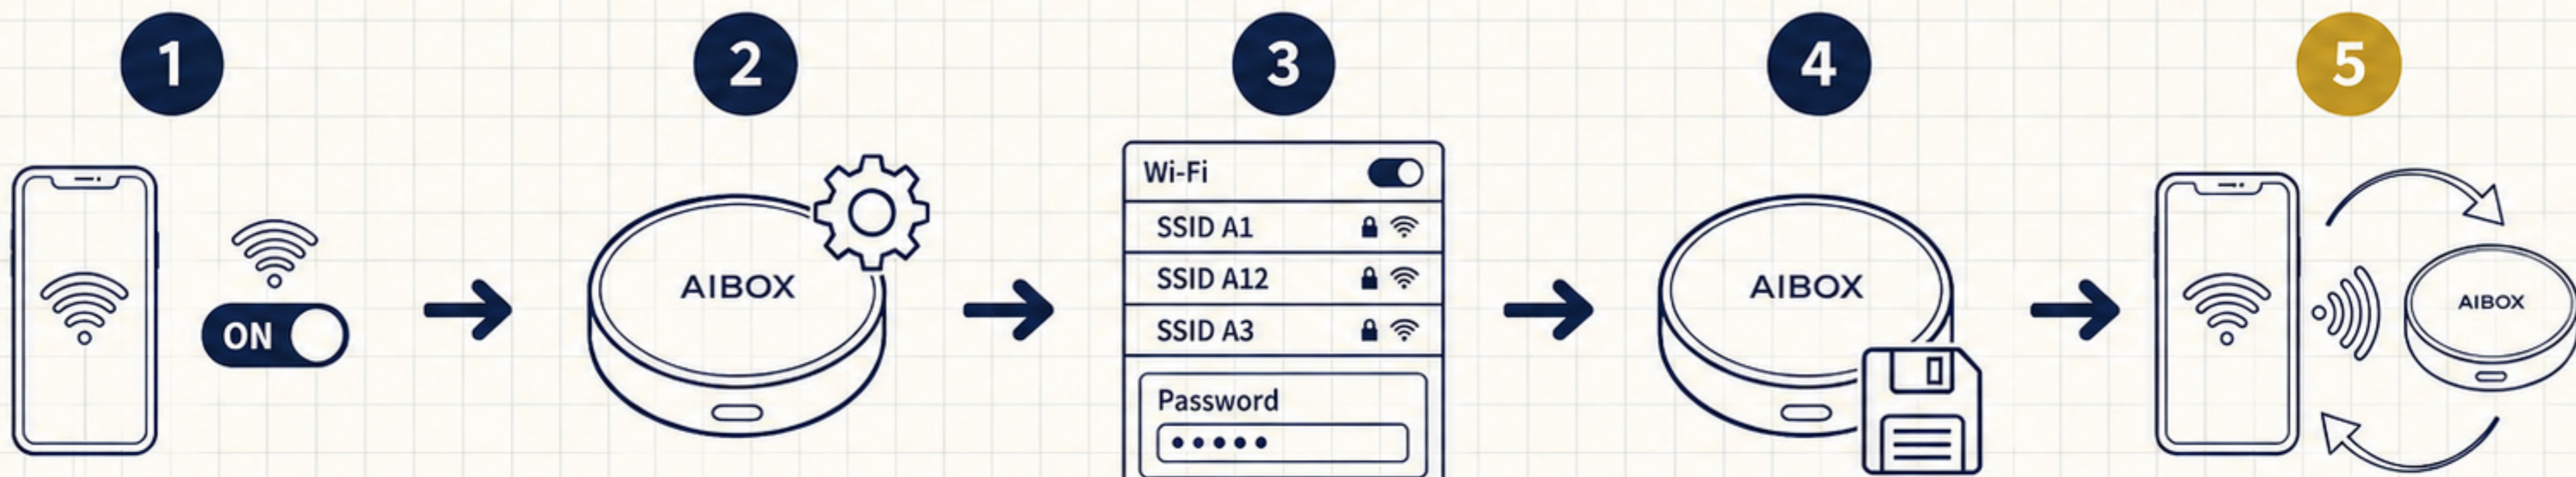 1
2
3
4
5
ON
AIBOX
Wi-Fi
SSID A1
SSID A12
SSID A3
Password
AIBOX
AIBOX